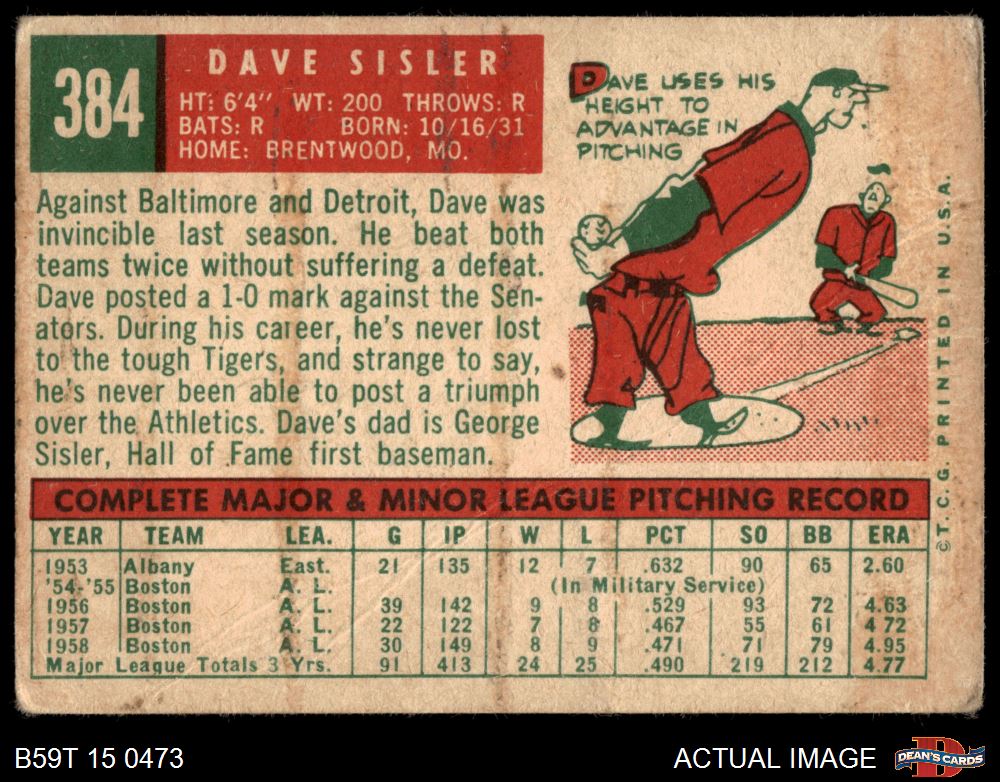 384
DAVE SISLER
HT: 6'4" WT: 200 THROWS: R
BATS: R BORN: 10/16/31
HOME: BRENTWOOD, MO.
DAVE USES HIS
HEIGHT TO
ADVANTAGE IN
PITCHING
Against Baltimore and Detroit, Dave was
invincible last season. He beat both
teams twice without suffering a defeat.
Dave posted a 1-0 mark against the Sen-
ators. During his career, he's never lost
to the tough Tigers, and strange to say,
he's never been able to post a triumph
over the Athletics. Dave's dad is George
Sisler, Hall of Fame first baseman.
©T.C.G. PRINTED IN U.S.A.
COMPLETE MAJOR & MINOR LEAGUE PITCHING RECORD
YEAR TEAM LEA. G IP W L PCT SO BB ERA
1953 Albany East. 21 135 12 7 .632 90 65 2.60
'54-'55 Boston A. L. (In Military Service)
1956 Boston A. L. 39 142 9 8 .529 93 72 4.63
1957 Boston A. L. 22 122 7 8 .467 55 61 4 72
1958 Boston A. L. 30 149 8 9 .471 71 79 4.95
Major League Totals 3 Yrs. 91 413 24 25 .490 219 212 4.77
B59T 15 0473
ACTUAL IMAGE
D
DEAN'S CARDS